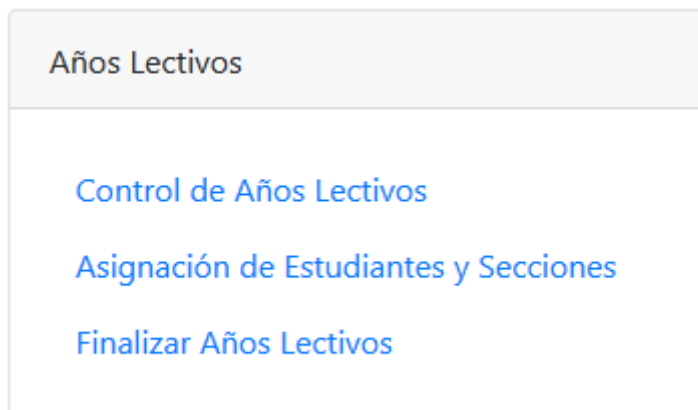 Años Lectivos
Control de Años Lectivos
Asignación de Estudiantes y Secciones
Finalizar Años Lectivos